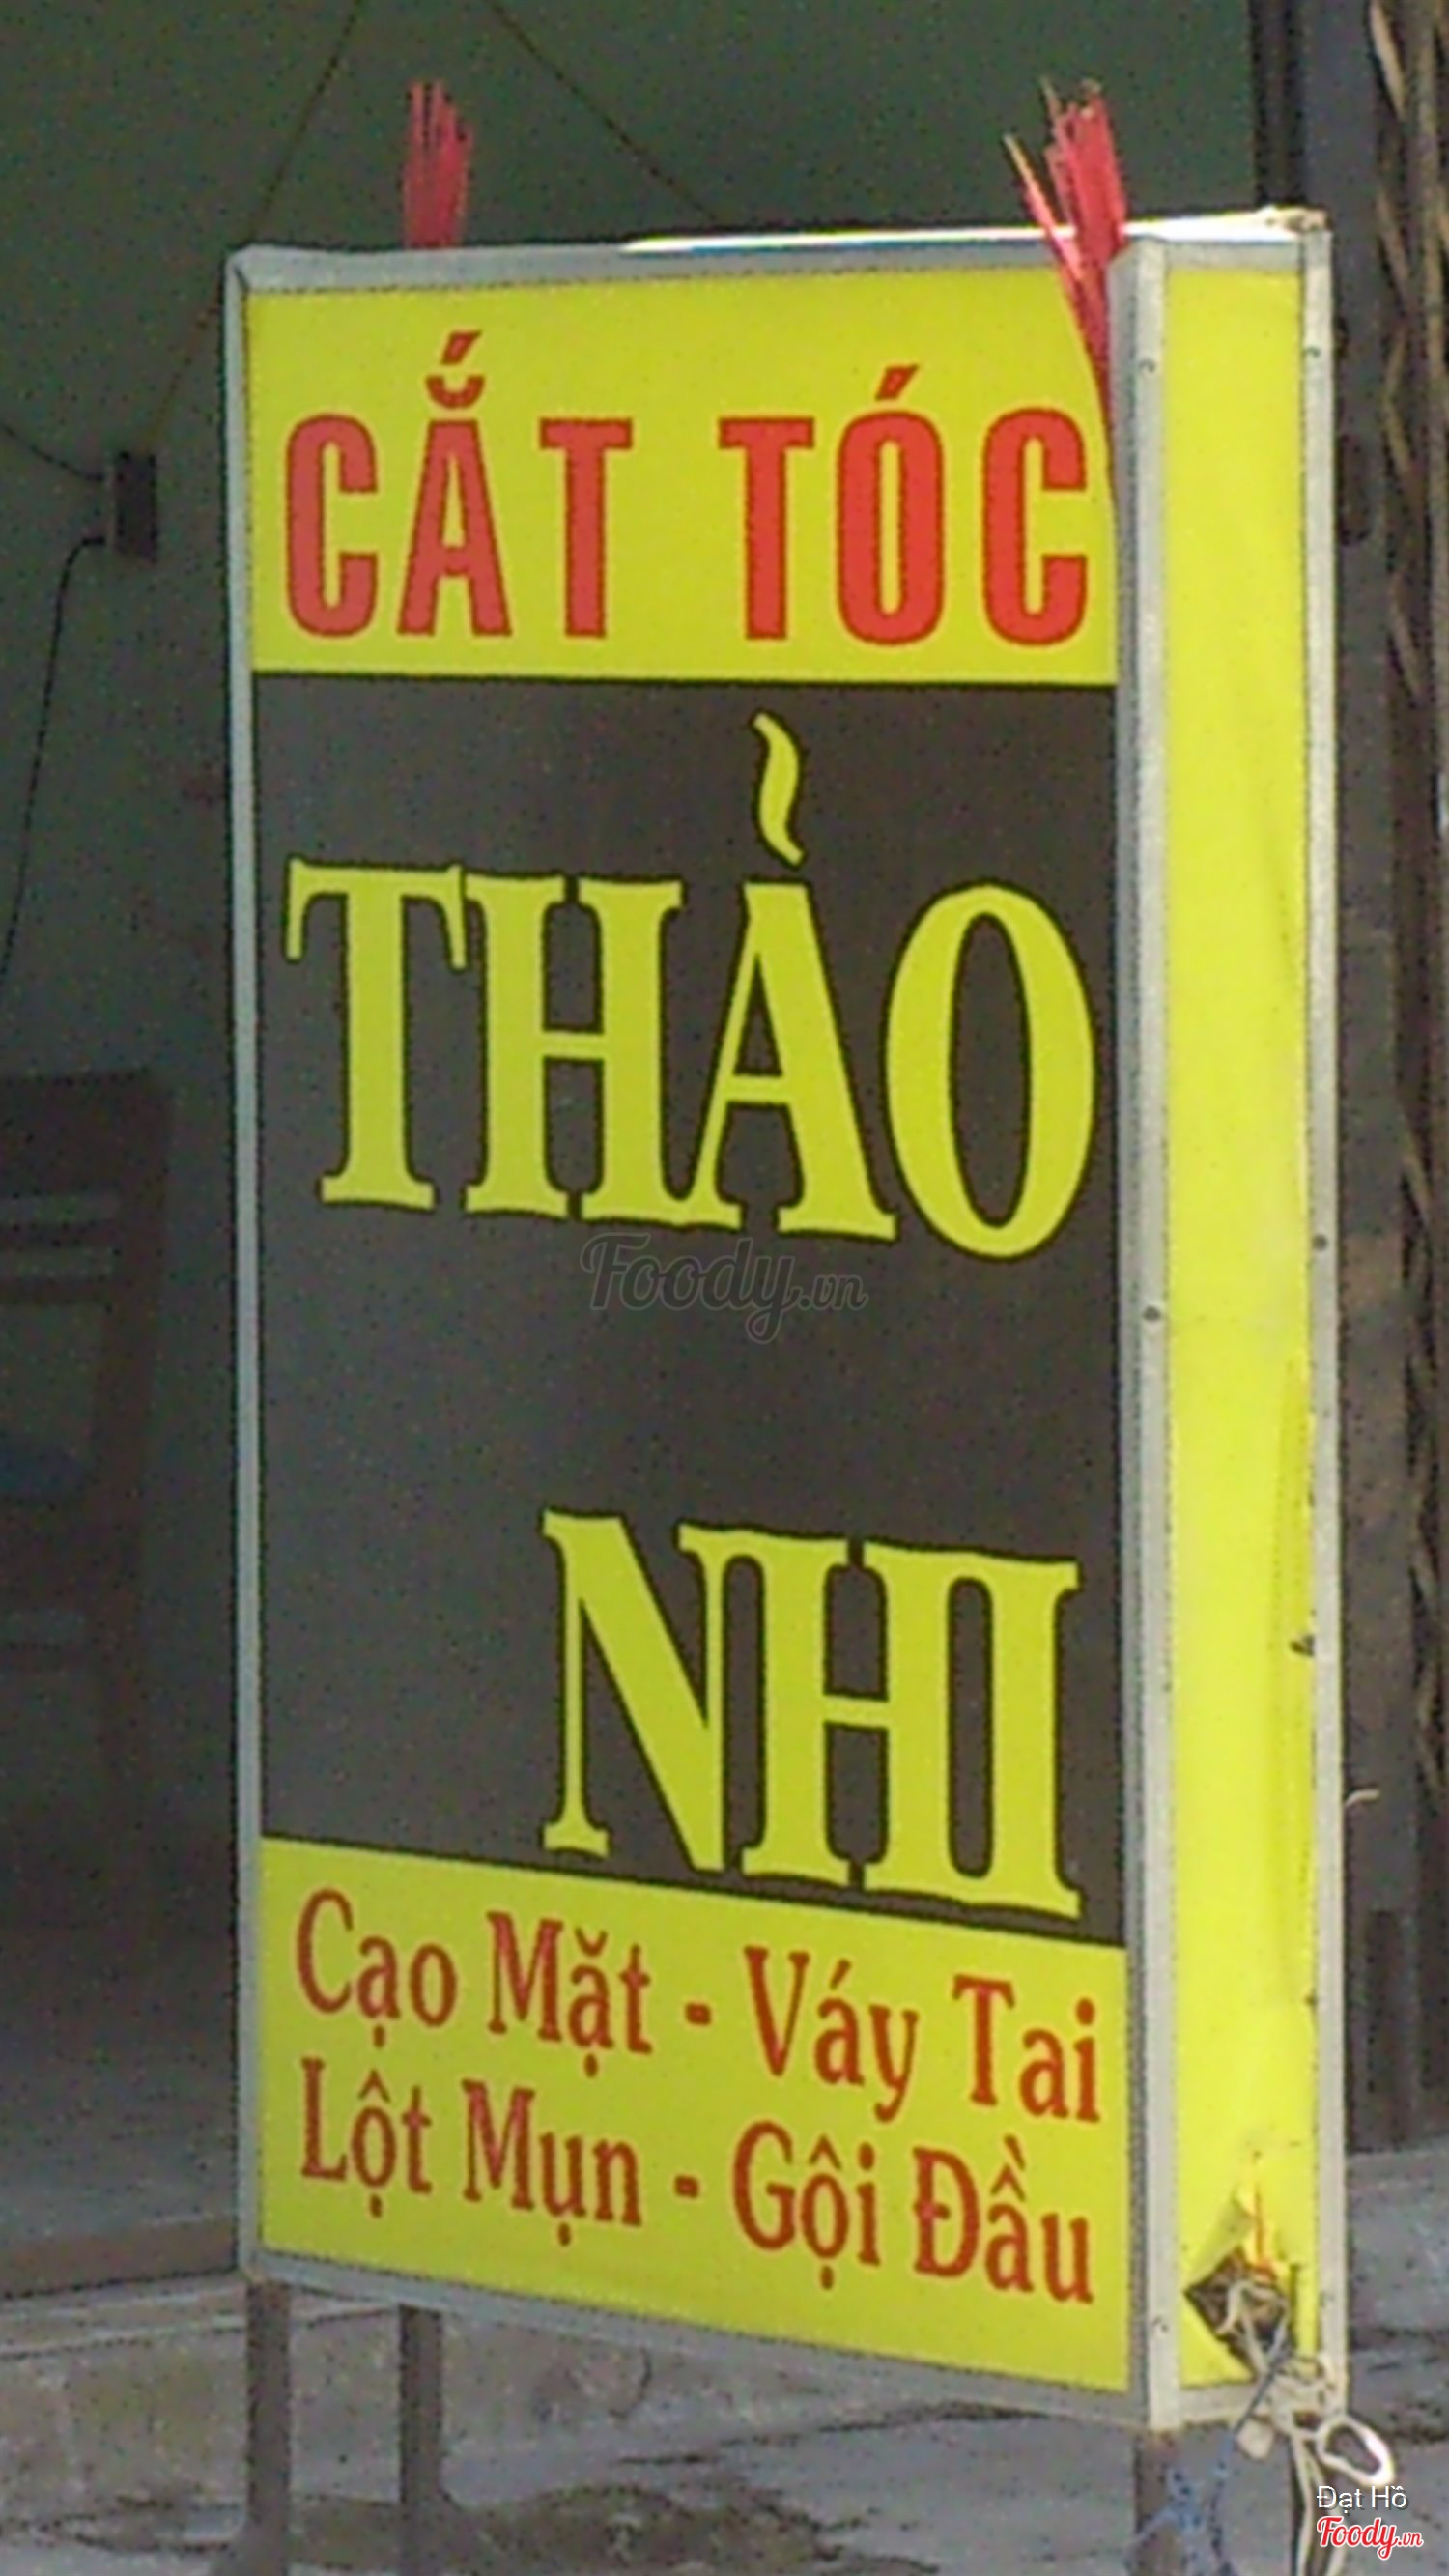 CẮT TÓC
THẢO
Foody.vn
NHI
Cạo Mặt - Váy Tai
Lột Mụn - Gội Đầu
Đạt Hồ
Foody.vn